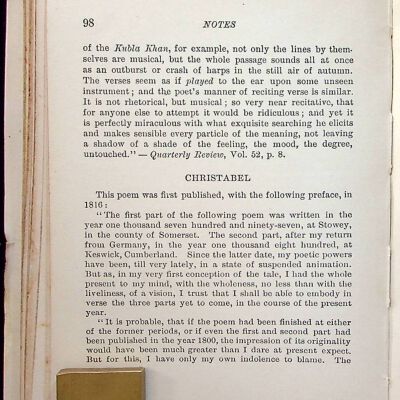 98 NOTES
of the Kubla Khan, for example, not only the lines by them-
selves are musical, but the whole passage sounds all at once
as an outburst or crash of harps in the still air of autumn.
The verses seem as if played to the ear upon some unseen
instrument; and the poet's manner of reciting verse is similar.
It is not rhetorical, but musical; so very near recitative, that
for anyone else to attempt it would be ridiculous; and yet it
is perfectly miraculous with what exquisite searching he elicits
and makes sensible every particle of the meaning, not leaving
a shadow of a shade of the feeling, the mood, the degree,
untouched." — Quarterly Review, Vol. 52, p. 8.
CHRISTABEL
This poem was first published, with the following preface, in
1816:
"The first part of the following poem was written in the
year one thousand seven hundred and ninety-seven, at Stowey,
in the county of Somerset. The second part, after my return
from Germany, in the year one thousand eight hundred, at
Keswick, Cumberland. Since the latter date, my poetic powers
have been, till very lately, in a state of suspended animation.
But as, in my very first conception of the tale, I had the whole
present to my mind, with the wholeness, no less than with the
liveliness, of a vision, I trust that I shall be able to embody in
verse the three parts yet to come, in the course of the present
year.
"It is probable, that if the poem had been finished at either
of the former periods, or if even the first and second part had
been published in the year 1800, the impression of its originality
would have been much greater than I dare at present expect.
But for this, I have only my own indolence to blame. The